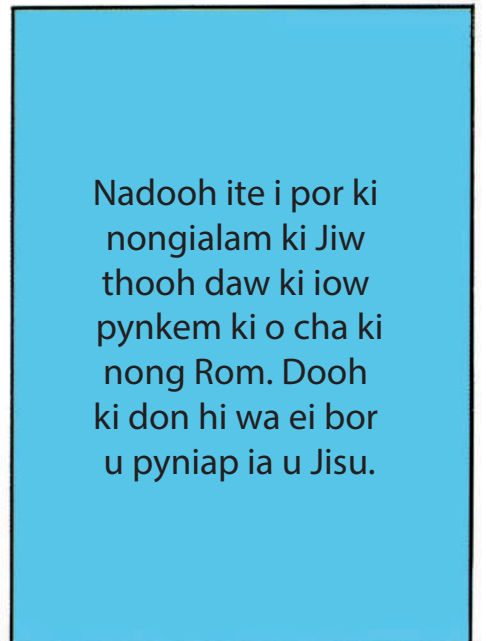 Nadooh ite i por ki
nongialam ki Jiw
thooh daw ki iow
pynkem ki o cha ki
nong Rom. Dooh
ki don hi wa ei bor
u pyniap ia u Jisu.